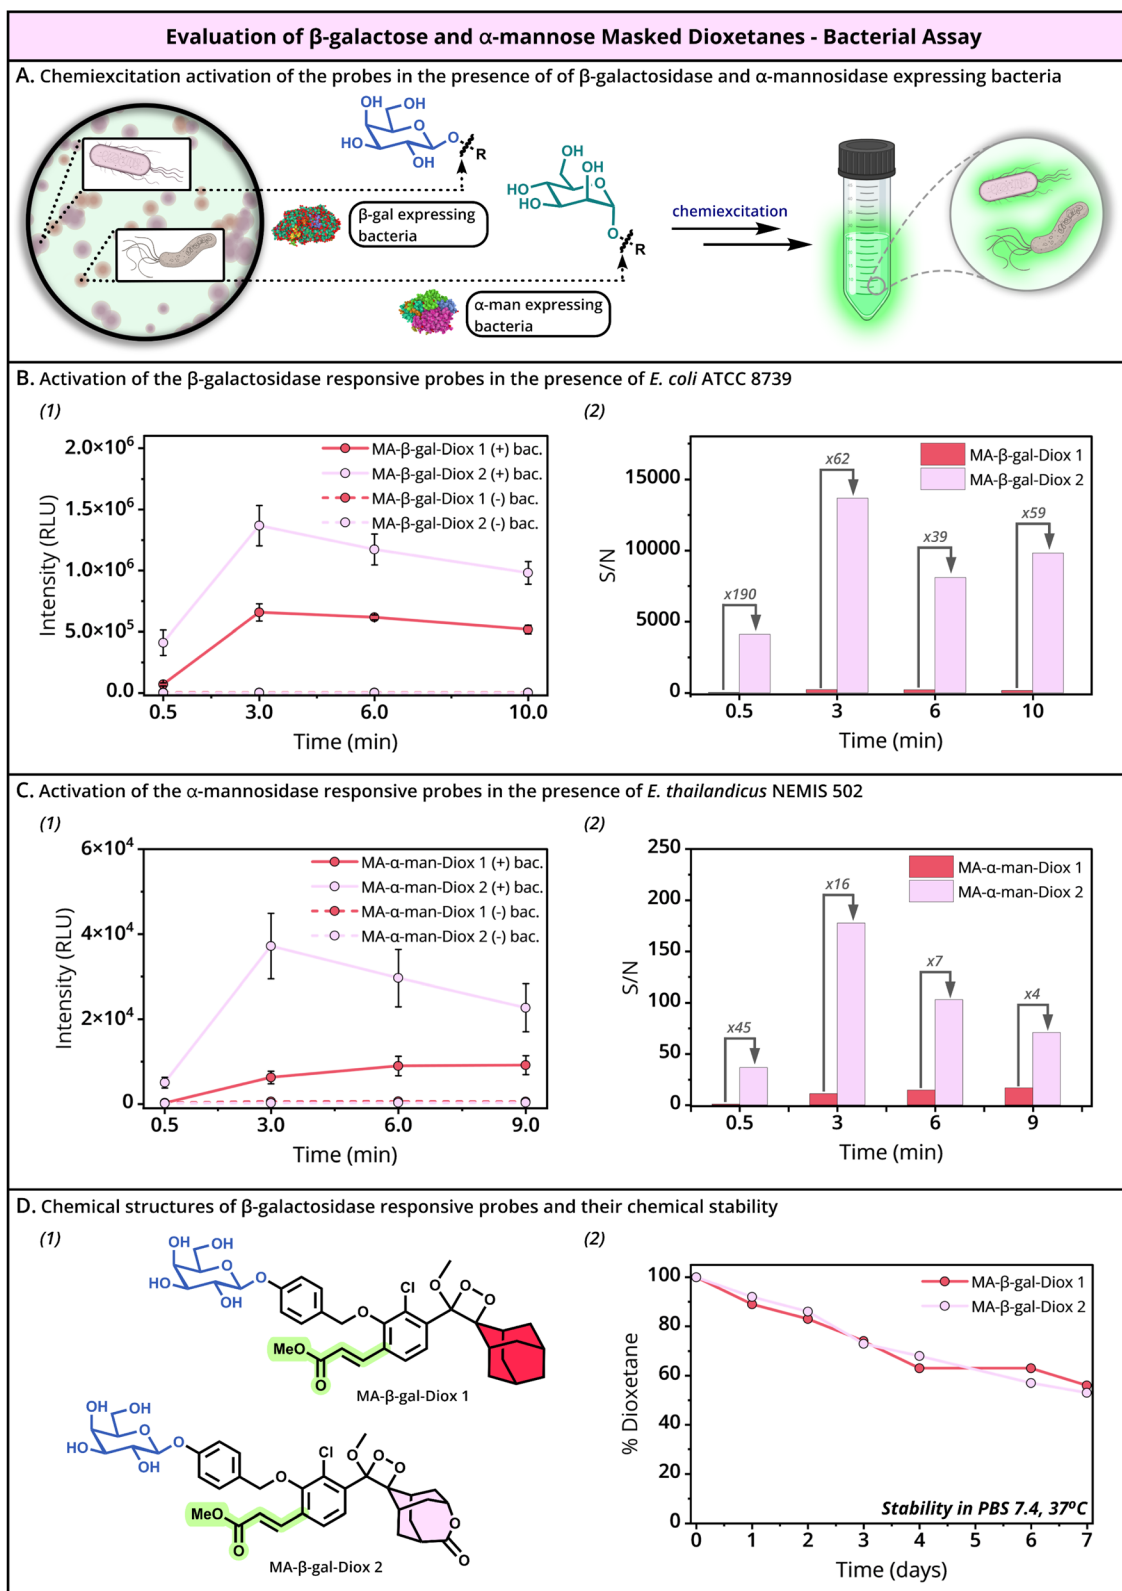 Evaluation of β-galactose and α-mannose Masked Dioxetanes - Bacterial Assay
A. Chemiexcitation activation of the probes in the presence of of β-galactosidase and α-mannosidase expressing bacteria
OH
OH
HO
O
O
OH
R
OH
OH
HO
HO
O
O
R
β-gal expressing
bacteria
α-man expressing
bacteria
chemiexcitation
B. Activation of the β-galactosidase responsive probes in the presence of E. coli ATCC 8739
(1)
2.0×10⁶
1.5×10⁶
1.0×10⁶
5.0×10⁵
0.0
Intensity (RLU)
MA-β-gal-Diox 1 (+) bac.
MA-β-gal-Diox 2 (+) bac.
MA-β-gal-Diox 1 (-) bac.
MA-β-gal-Diox 2 (-) bac.
0.5 3.0 6.0 10.0
Time (min)
(2)
15000
10000
5000
0
S/N
MA-β-gal-Diox 1
MA-β-gal-Diox 2
x190
x62
x39
x59
0.5 3 6 10
Time (min)
C. Activation of the α-mannosidase responsive probes in the presence of E. thailandicus NEMIS 502
(1)
6×10⁴
4×10⁴
2×10⁴
0
Intensity (RLU)
MA-α-man-Diox 1 (+) bac.
MA-α-man-Diox 2 (+) bac.
MA-α-man-Diox 1 (-) bac.
MA-α-man-Diox 2 (-) bac.
0.5 3.0 6.0 9.0
Time (min)
(2)
250
200
150
100
50
0
S/N
MA-α-man-Diox 1
MA-α-man-Diox 2
x45
x16
x7
x4
0.5 3 6 9
Time (min)
D. Chemical structures of β-galactosidase responsive probes and their chemical stability
(1)
OH
OH
HO
O
O
OH
O
Cl
O
O
O
MeO
O
MA-β-gal-Diox 1
OH
OH
HO
O
O
OH
O
Cl
O
O
O
MeO
O
O
O
MA-β-gal-Diox 2
(2)
100
80
60
40
20
0
% Dioxetane
MA-β-gal-Diox 1
MA-β-gal-Diox 2
Stability in PBS 7.4, 37ºC
0 1 2 3 4 5 6 7
Time (days)